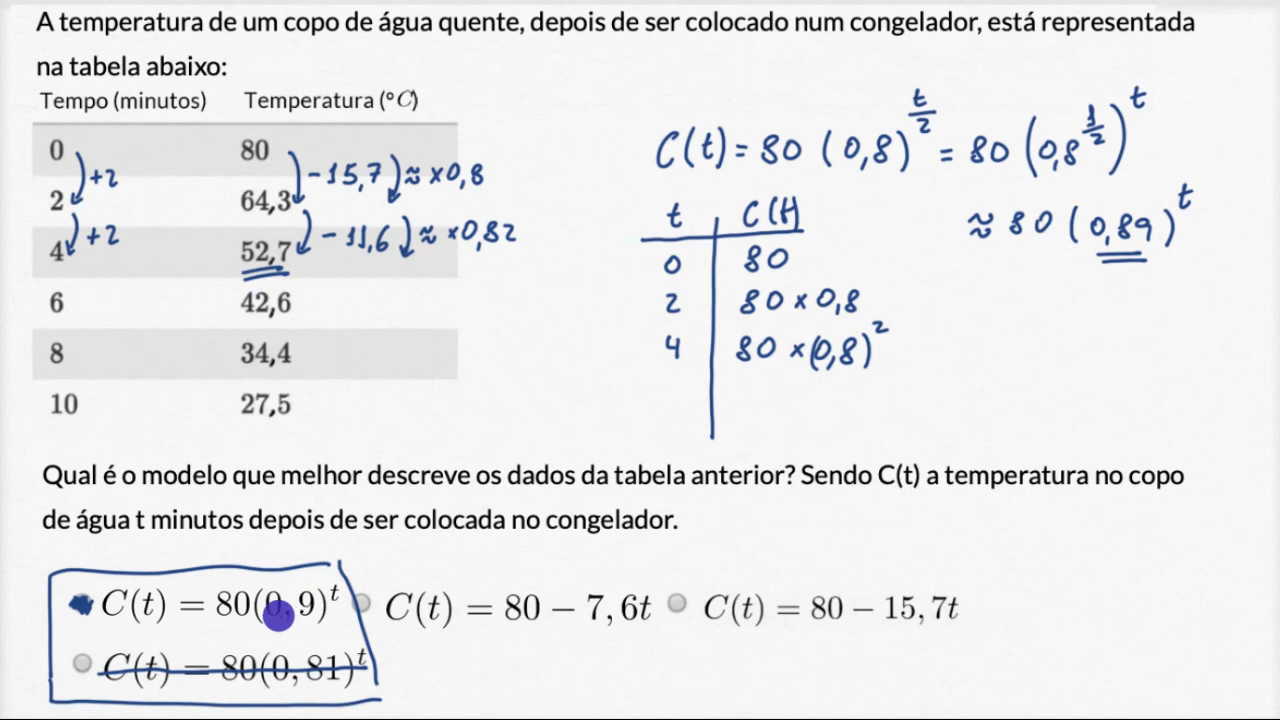 A temperatura de um copo de água quente, depois de ser colocado num congelador, está representada
na tabela abaixo:
Tempo (minutos) Temperatura (°C)
0 80
+2 -15,7 ≈ ×0,8
2 64,3
+2 -11,6 ≈ ×0,82
4 52,7
6 42,6
8 34,4
10 27,5
C(t) = 80 (0,8)^(t/2) = 80 (0,8^(1/2))^t
≈ 80 (0,89)^t
t C(t)
0 80
2 80 × 0,8
4 80 × (0,8)^2
Qual é o modelo que melhor descreve os dados da tabela anterior? Sendo C(t) a temperatura no copo
de água t minutos depois de ser colocada no congelador.
C(t) = 80(0,9)^t C(t) = 80 − 7,6t C(t) = 80 − 15,7t
C(t) = 80(0,81)^t